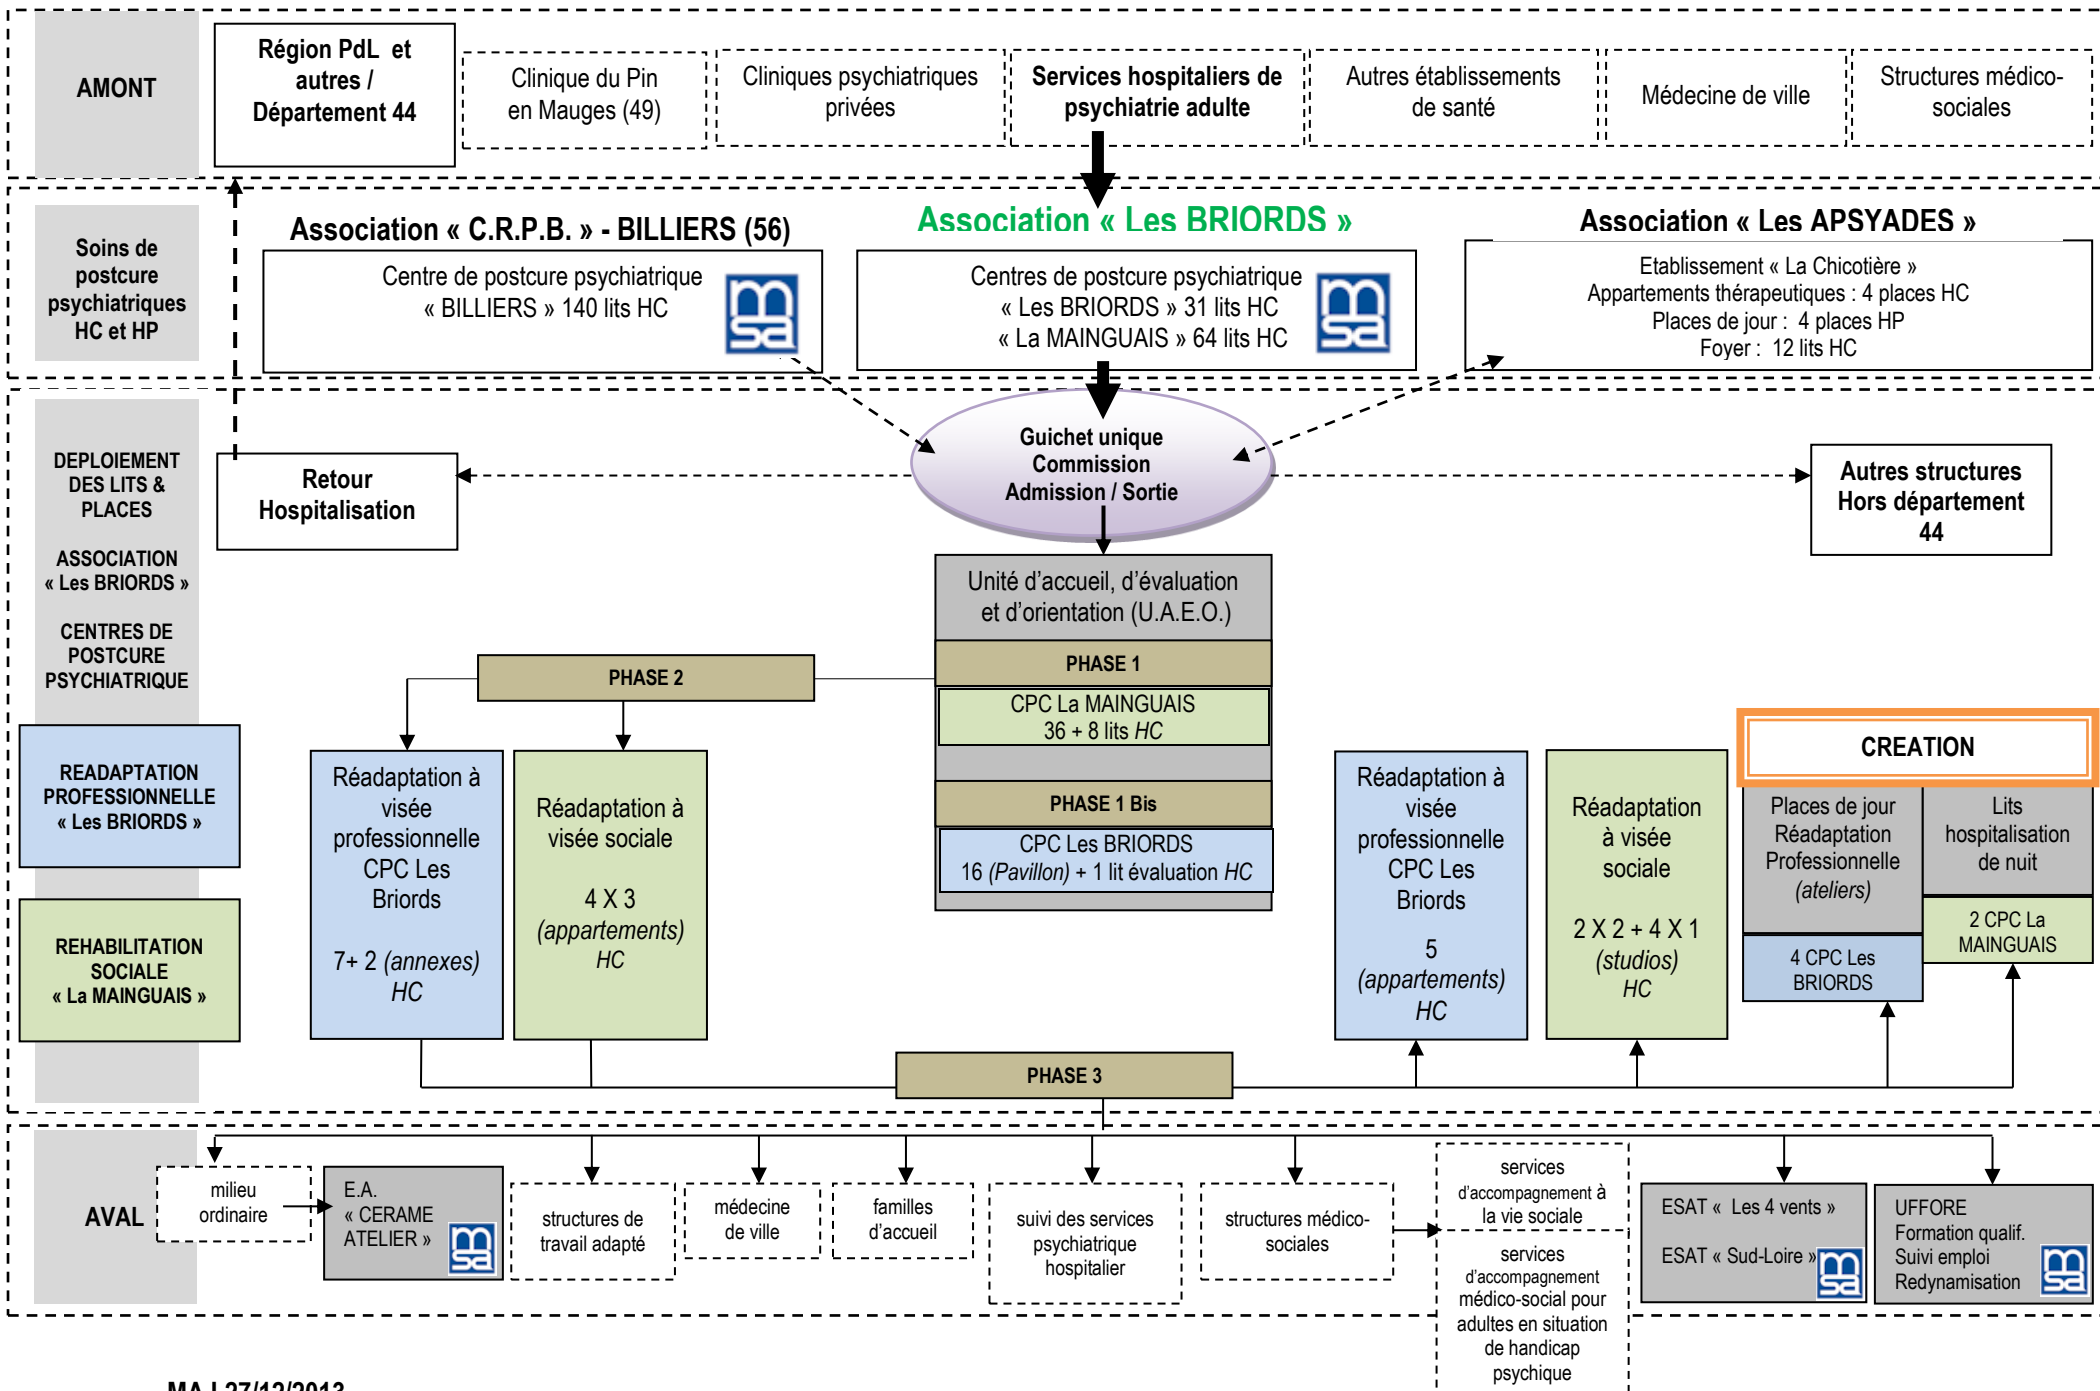 AMONT
Région PdL et
autres /
Département 44
Clinique du Pin
en Mauges (49)
Cliniques psychiatriques
privées
Services hospitaliers de
psychiatrie adulte
Autres établissements
de santé
Médecine de ville
Structures médico-
sociales
Soins de
postcure
psychiatriques
HC et HP
Association « C.R.P.B. » - BILLIERS (56)
Centre de postcure psychiatrique
« BILLIERS » 140 lits HC
msa
Association « Les BRIORDS »
Centres de postcure psychiatrique
« Les BRIORDS » 31 lits HC
« La MAINGUAIS » 64 lits HC
msa
Association « Les APSYADES »
Etablissement « La Chicotière »
Appartements thérapeutiques : 4 places HC
Places de jour : 4 places HP
Foyer : 12 lits HC
DEPLOIEMENT
DES LITS &
PLACES
ASSOCIATION
« Les BRIORDS »
CENTRES DE
POSTCURE
PSYCHIATRIQUE
READAPTATION
PROFESSIONNELLE
« Les BRIORDS »
REHABILITATION
SOCIALE
« La MAINGUAIS »
Retour
Hospitalisation
Guichet unique
Commission
Admission / Sortie
Autres structures
Hors département
44
Unité d'accueil, d'évaluation
et d'orientation (U.A.E.O.)
PHASE 1
CPC La MAINGUAIS
36 + 8 lits HC
PHASE 1 Bis
CPC Les BRIORDS
16 (Pavillon) + 1 lit évaluation HC
PHASE 2
Réadaptation à
visée
professionnelle
CPC Les
Briords
7+ 2 (annexes)
HC
Réadaptation à
visée sociale
4 X 3
(appartements)
HC
Réadaptation à
visée
professionnelle
CPC Les
Briords
5
(appartements)
HC
Réadaptation
à visée
sociale
2 X 2 + 4 X 1
(studios)
HC
CREATION
Places de jour
Réadaptation
Professionnelle
(ateliers)
4 CPC Les
BRIORDS
Lits
hospitalisation
de nuit
2 CPC La
MAINGUAIS
PHASE 3
AVAL
milieu
ordinaire
E.A.
« CERAME
ATELIER »
msa
structures de
travail adapté
médecine
de ville
familles
d'accueil
suivi des services
psychiatrique
hospitalier
structures médico-
sociales
services
d'accompagnement à
la vie sociale
services
d'accompagnement
médico-social pour
adultes en situation
de handicap
psychique
ESAT « Les 4 vents »
ESAT « Sud-Loire »
msa
UFFORE
Formation qualif.
Suivi emploi
Redynamisation
msa
MAJ 27/12/2013